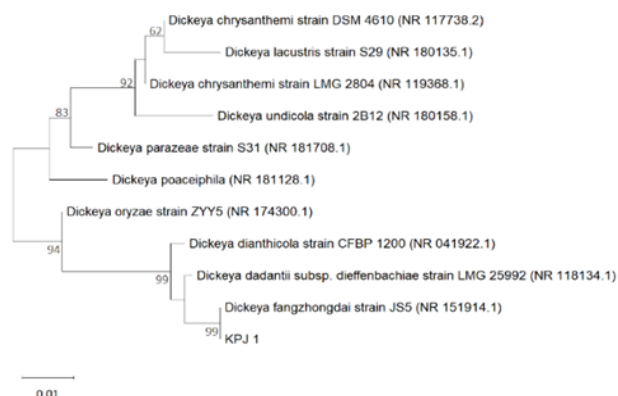 Dickeya chrysanthemi strain DSM 4610 (NR 117738.2)
62
Dickeya lacustris strain S29 (NR 180135.1)
92
Dickeya chrysanthemi strain LMG 2804 (NR 119368.1)
83
Dickeya undicola strain 2B12 (NR 180158.1)
Dickeya parazeae strain S31 (NR 181708.1)
Dickeya poaceiphila (NR 181128.1)
Dickeya oryzae strain ZYY5 (NR 174300.1)
94
Dickeya dianthicola strain CFBP 1200 (NR 041922.1)
99
Dickeya dadantii subsp. dieffenbachiae strain LMG 25992 (NR 118134.1)
Dickeya fangzhongdai strain JS5 (NR 151914.1)
99
KPJ 1
0.01